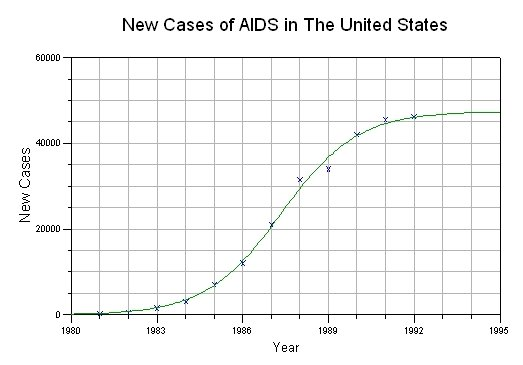 New Cases of AIDS in The United States
60000
40000
20000
0
New Cases
1980 1983 1986 1989 1992 1995
Year